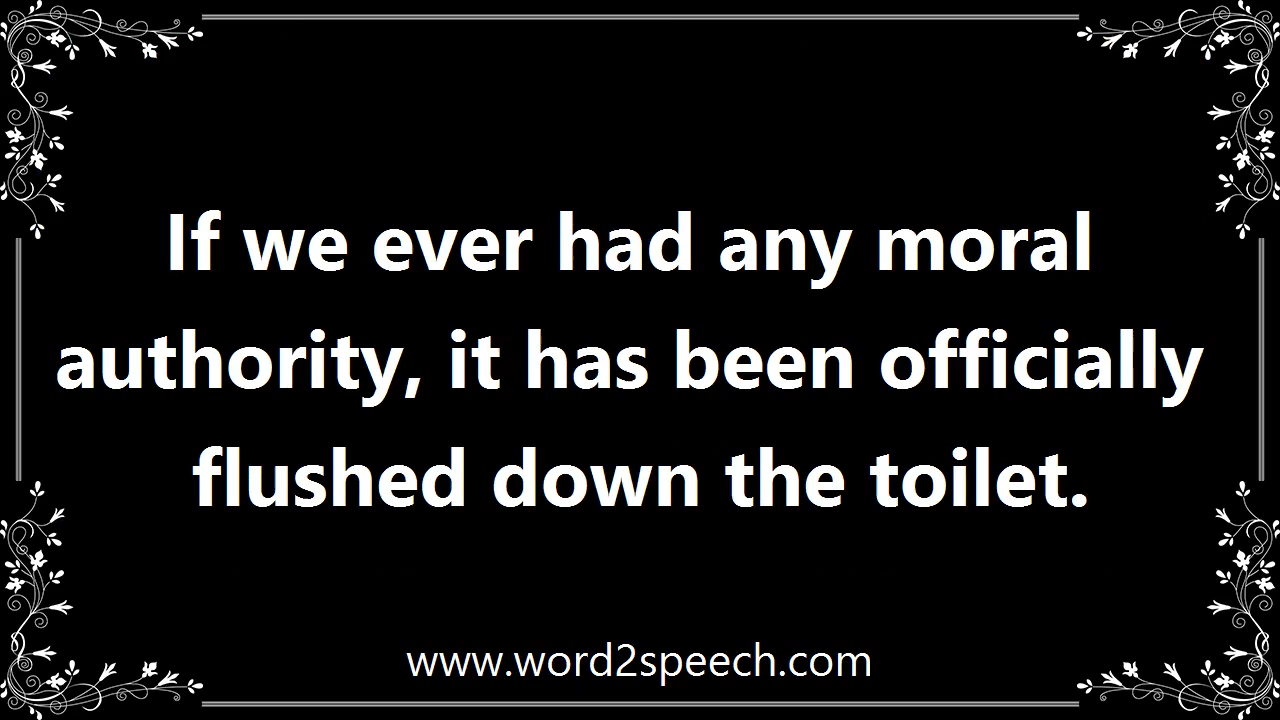 If we ever had any moral
authority, it has been officially
flushed down the toilet.
www.word2speech.com